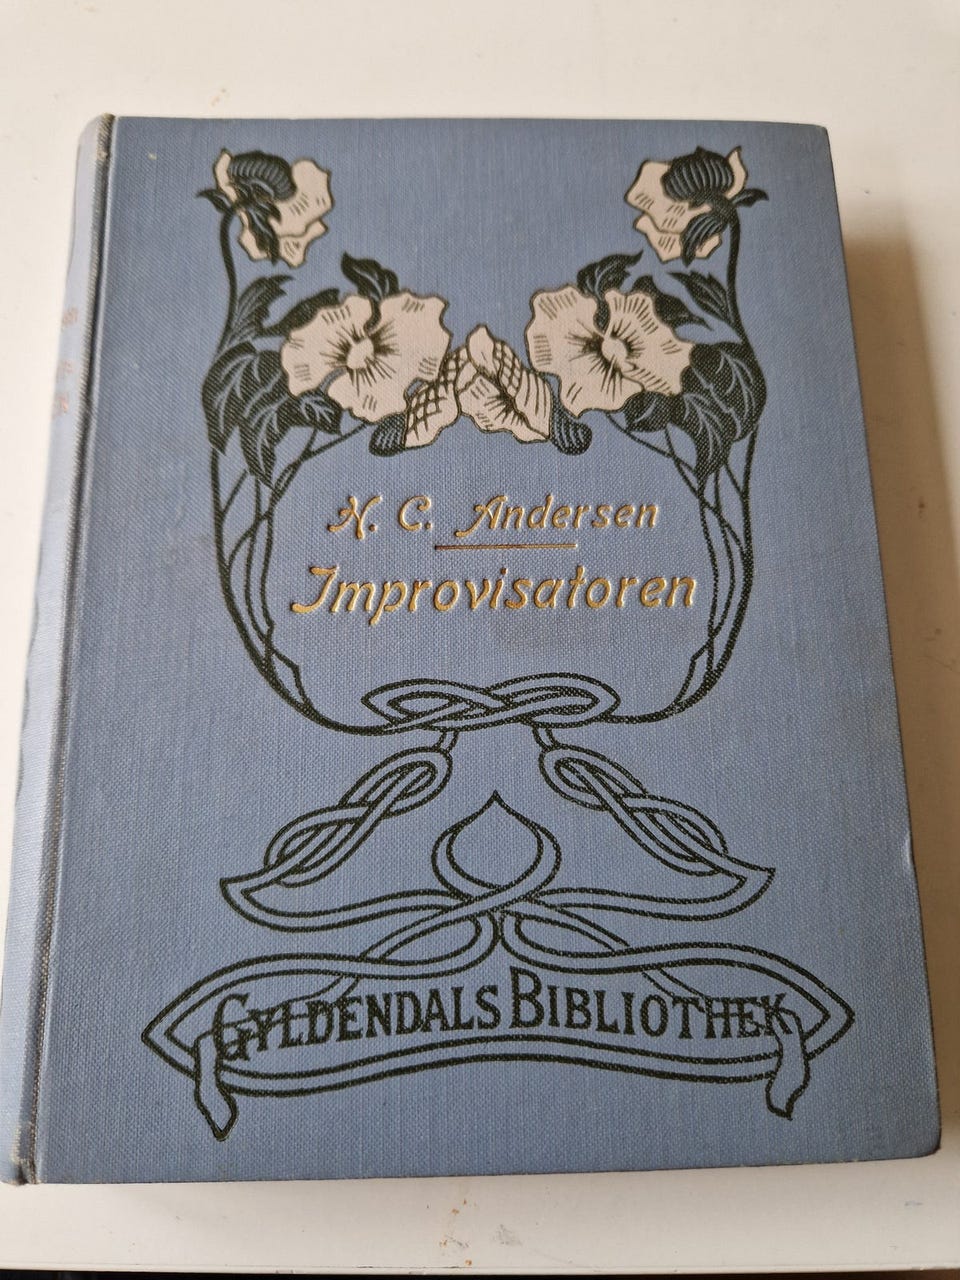 H. C. Andersen
Improvisatoren
GYLDENDALS BIBLIOTHEK